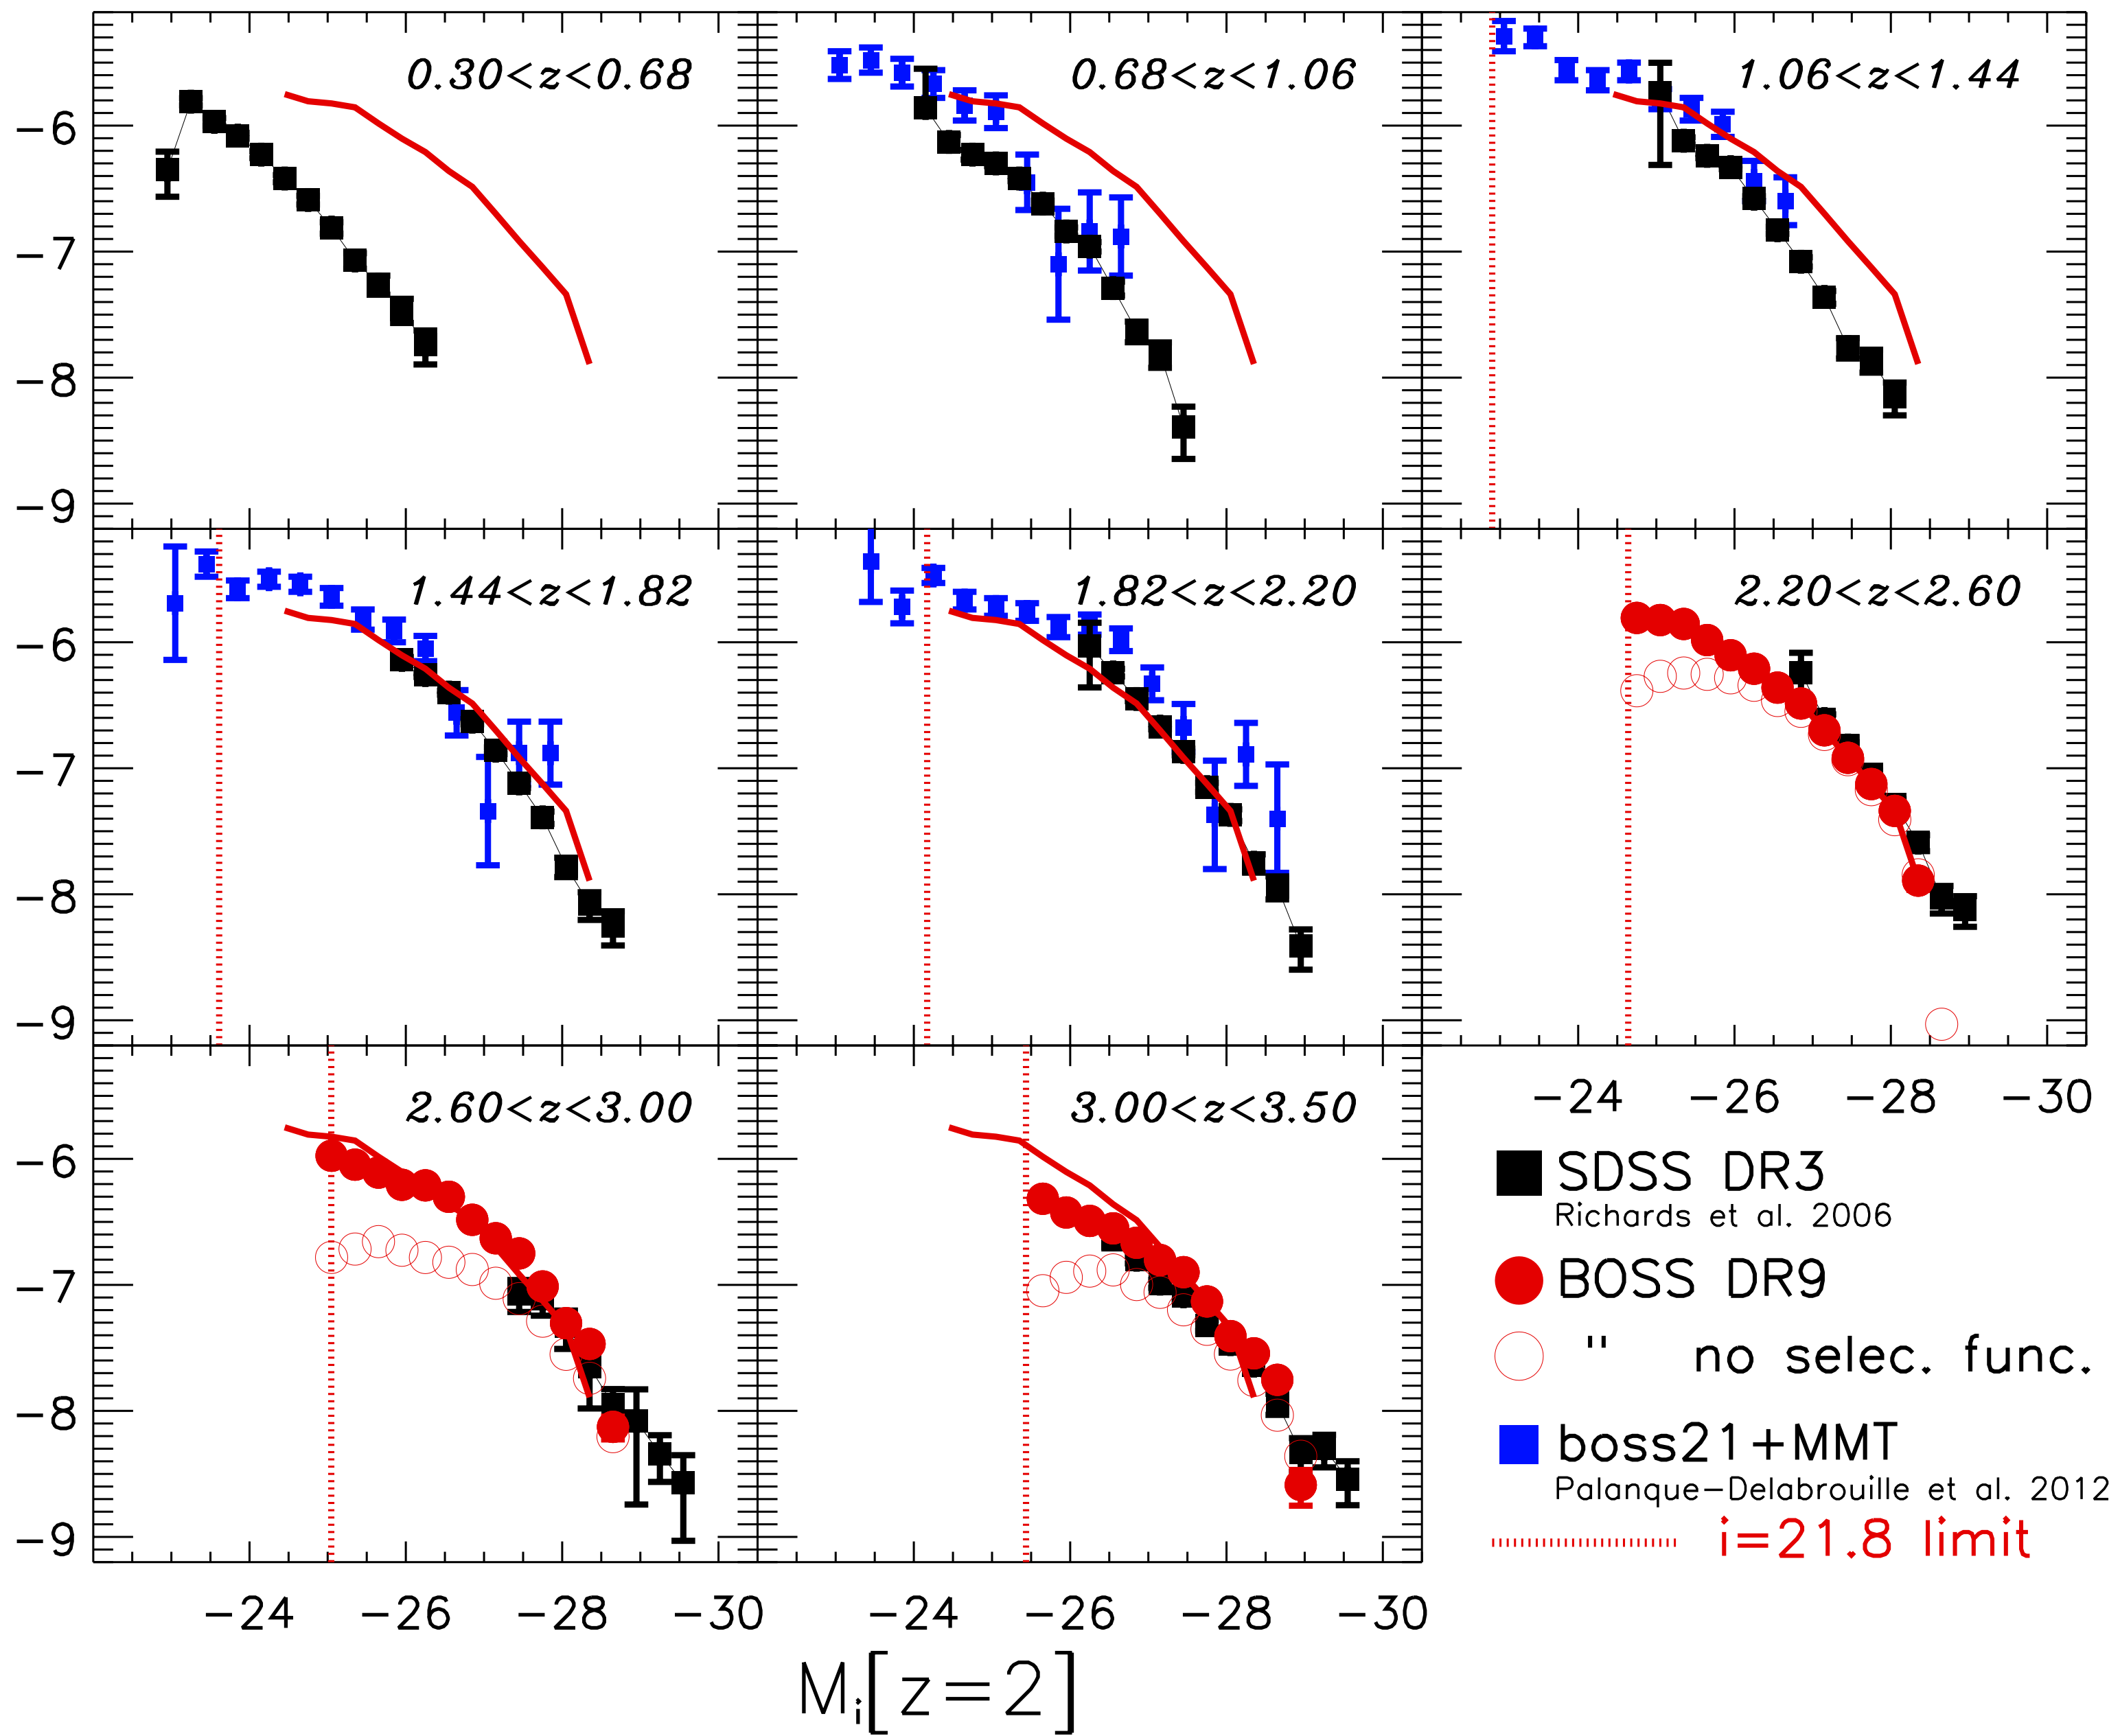 0.30<z<0.68
0.68<z<1.06
1.06<z<1.44
−6
−7
−8
−9
1.44<z<1.82
1.82<z<2.20
2.20<z<2.60
−6
−7
−8
−9
2.60<z<3.00
3.00<z<3.50
−6
−7
−8
−9
−24 −26 −28 −30
SDSS DR3
Richards et al. 2006
BOSS DR9
" no selec. func.
boss21+MMT
Palanque−Delabrouille et al. 2012
i=21.8 limit
−24 −26 −28 −30
−24 −26 −28 −30
Mi[z=2]